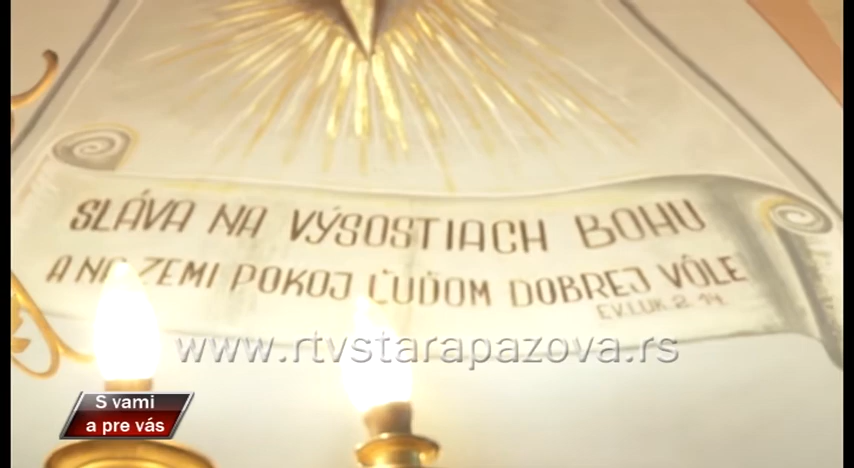 SLÁVA NA VÝSOSTIACH BOHU
A NA ZEMI POKOJ ĽUĎOM DOBREJ VÔLE
EV. LUK. 2. 14.
www.rtvstarapazova.rs
S vami
a pre vás